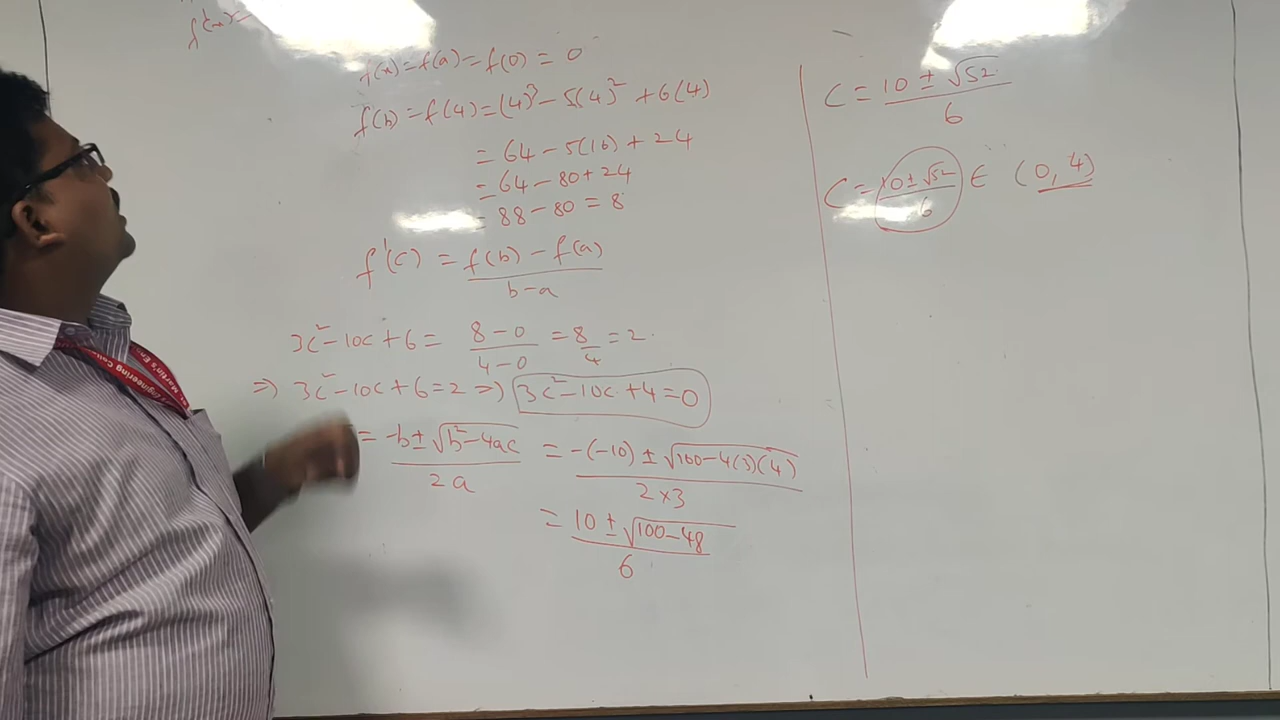 f(x) = f(a) = f(0) = 0
f(b) = f(4) = (4)³ - 5(4)² + 6(4)
= 64 - 5(16) + 24
= 64 - 80 + 24
= 88 - 80 = 8
f'(c) = f(b) - f(a) / b - a
3c² - 10c + 6 = 8 - 0 / 4 - 0 = 8/4 = 2
⇒ 3c² - 10c + 6 = 2 ⇒ 3c² - 10c + 4 = 0
= -b ± √b² - 4ac / 2a = -(-10) ± √100 - 4(3)(4) / 2×3
= 10 ± √100 - 48 / 6
C = 10 ± √52 / 6
C = 10 ± √52 / 6 ∈ (0, 4)
Martin's Engineering Colle